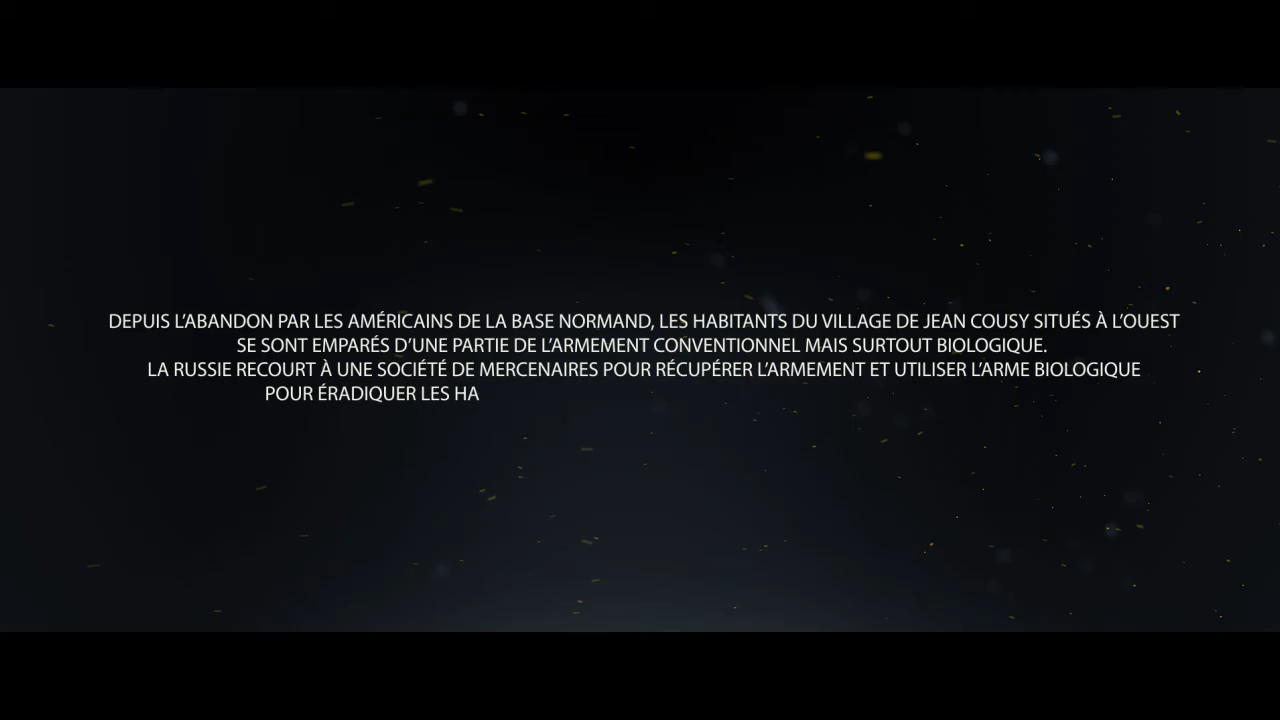 DEPUIS L’ABANDON PAR LES AMÉRICAINS DE LA BASE NORMAND, LES HABITANTS DU VILLAGE DE JEAN COUSY SITUÉS À L’OUEST
SE SONT EMPARÉS D’UNE PARTIE DE L’ARMEMENT CONVENTIONNEL MAIS SURTOUT BIOLOGIQUE.
LA RUSSIE RECOURT À UNE SOCIÉTÉ DE MERCENAIRES POUR RÉCUPÉRER L’ARMEMENT ET UTILISER L’ARME BIOLOGIQUE
POUR ÉRADIQUER LES HA